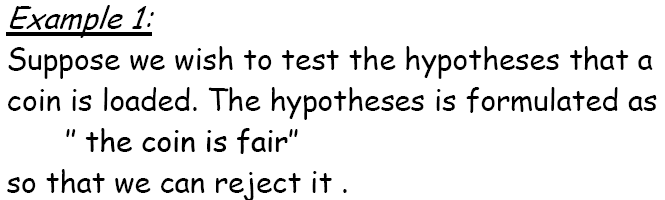 Example 1:
Suppose we wish to test the hypotheses that a
coin is loaded. The hypotheses is formulated as
" the coin is fair"
so that we can reject it .